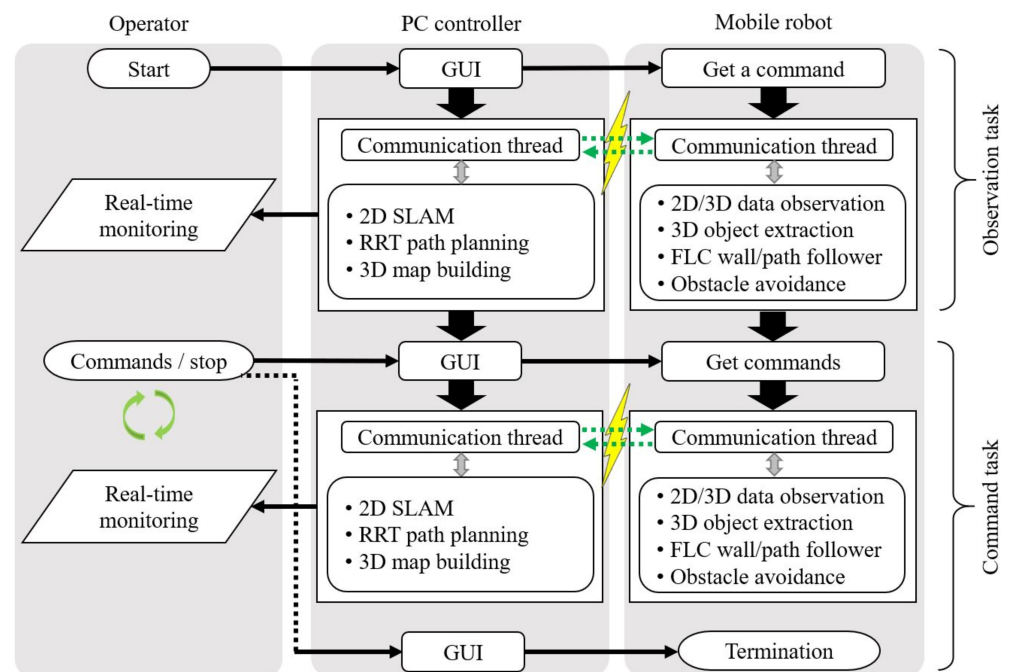 Operator
PC controller
Mobile robot
Start
GUI
Get a command
Communication thread
Communication thread
Real-time
monitoring
• 2D SLAM
• RRT path planning
• 3D map building
• 2D/3D data observation
• 3D object extraction
• FLC wall/path follower
• Obstacle avoidance
Observation task
Commands / stop
GUI
Get commands
Communication thread
Communication thread
Real-time
monitoring
• 2D SLAM
• RRT path planning
• 3D map building
• 2D/3D data observation
• 3D object extraction
• FLC wall/path follower
• Obstacle avoidance
Command task
GUI
Termination